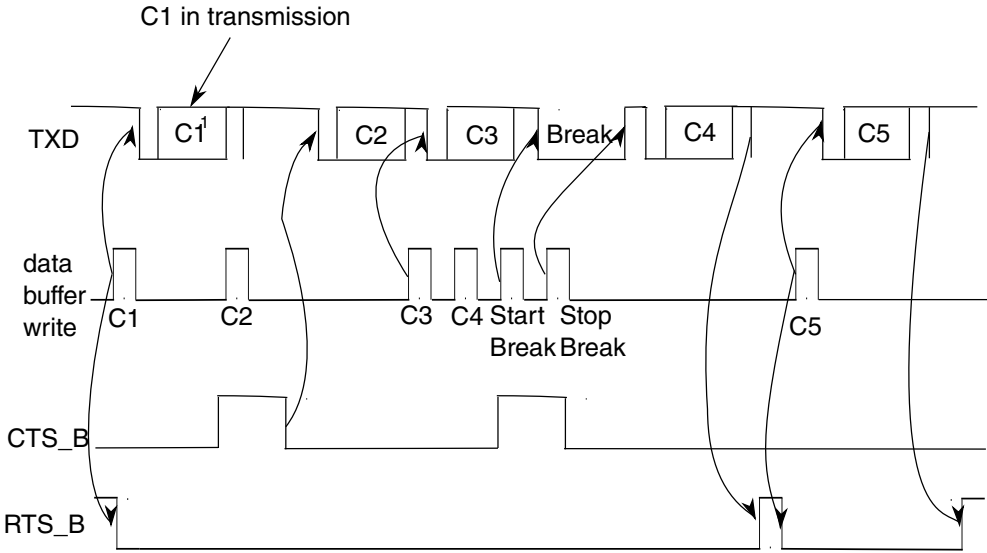 C1 in transmission
TXD
C1 1
C2
C3
Break
C4
C5
data
buffer
write
C1
C2
C3
C4
Start
Break
Stop
Break
C5
CTS_B
RTS_B